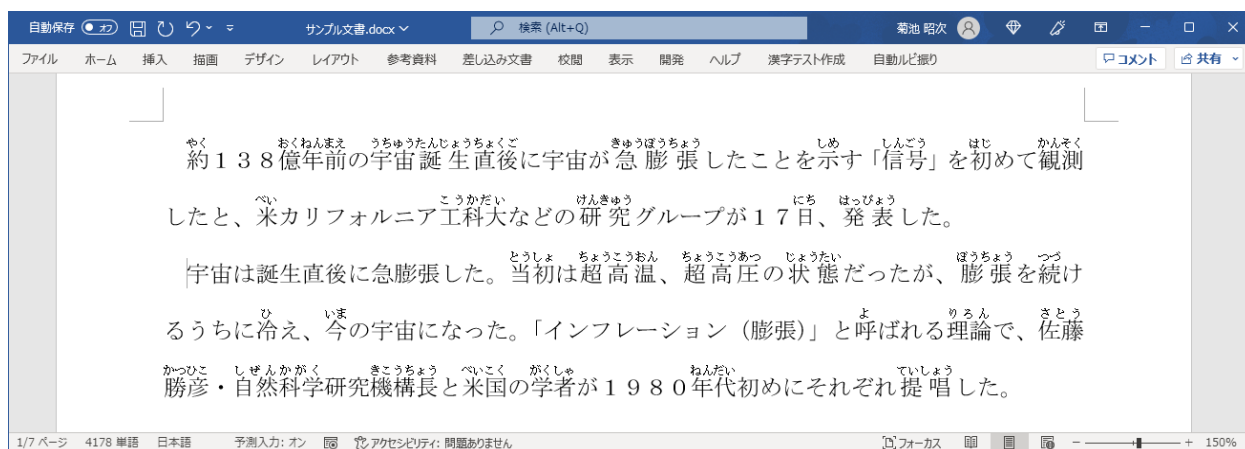 自動保存 オフ サンプル文書.docx 検索 (Alt+Q) 菊池 昭次
ファイル ホーム 挿入 描画 デザイン レイアウト 参考資料 差し込み文書 校閲 表示 開発 ヘルプ 漢字テスト作成 自動ルビ振り コメント 共有
やく おくねんまえ うちゅうたんじょうちょくご きゅうぼうちょう しめ しんごう はじ かんそく
約138億年前の宇宙誕生直後に宇宙が急膨張したことを示す「信号」を初めて観測
べい こうかだい けんきゅう にち はっぴょう
したと、米カリフォルニア工科大などの研究グループが17日、発表した。
とうしょ ちょうこうおん ちょうこうあつ じょうたい ぼうちょう つづ
宇宙は誕生直後に急膨張した。当初は超高温、超高圧の状態だったが、膨張を続け
ひ いま よ りろん さとう
るうちに冷え、今の宇宙になった。「インフレーション（膨張）」と呼ばれる理論で、佐藤
かつひこ しぜんかがく きこうちょう べいこく がくしゃ ねんだい ていしょう
勝彦・自然科学研究機構長と米国の学者が1980年代初めにそれぞれ提唱した。
1/7 ページ 4178 単語 日本語 予測入力: オン アクセシビリティ: 問題ありません フォーカス 150%